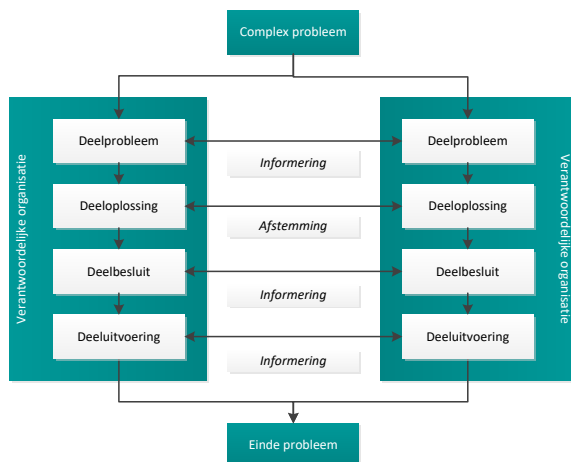 Complex probleem
Verantwoordelijke organisatie
Deelprobleem
Deelprobleem
Verantwoordelijke organisatie
Informering
Deeloplossing
Deeloplossing
Afstemming
Deelbesluit
Deelbesluit
Informering
Deeluitvoering
Deeluitvoering
Informering
Einde probleem